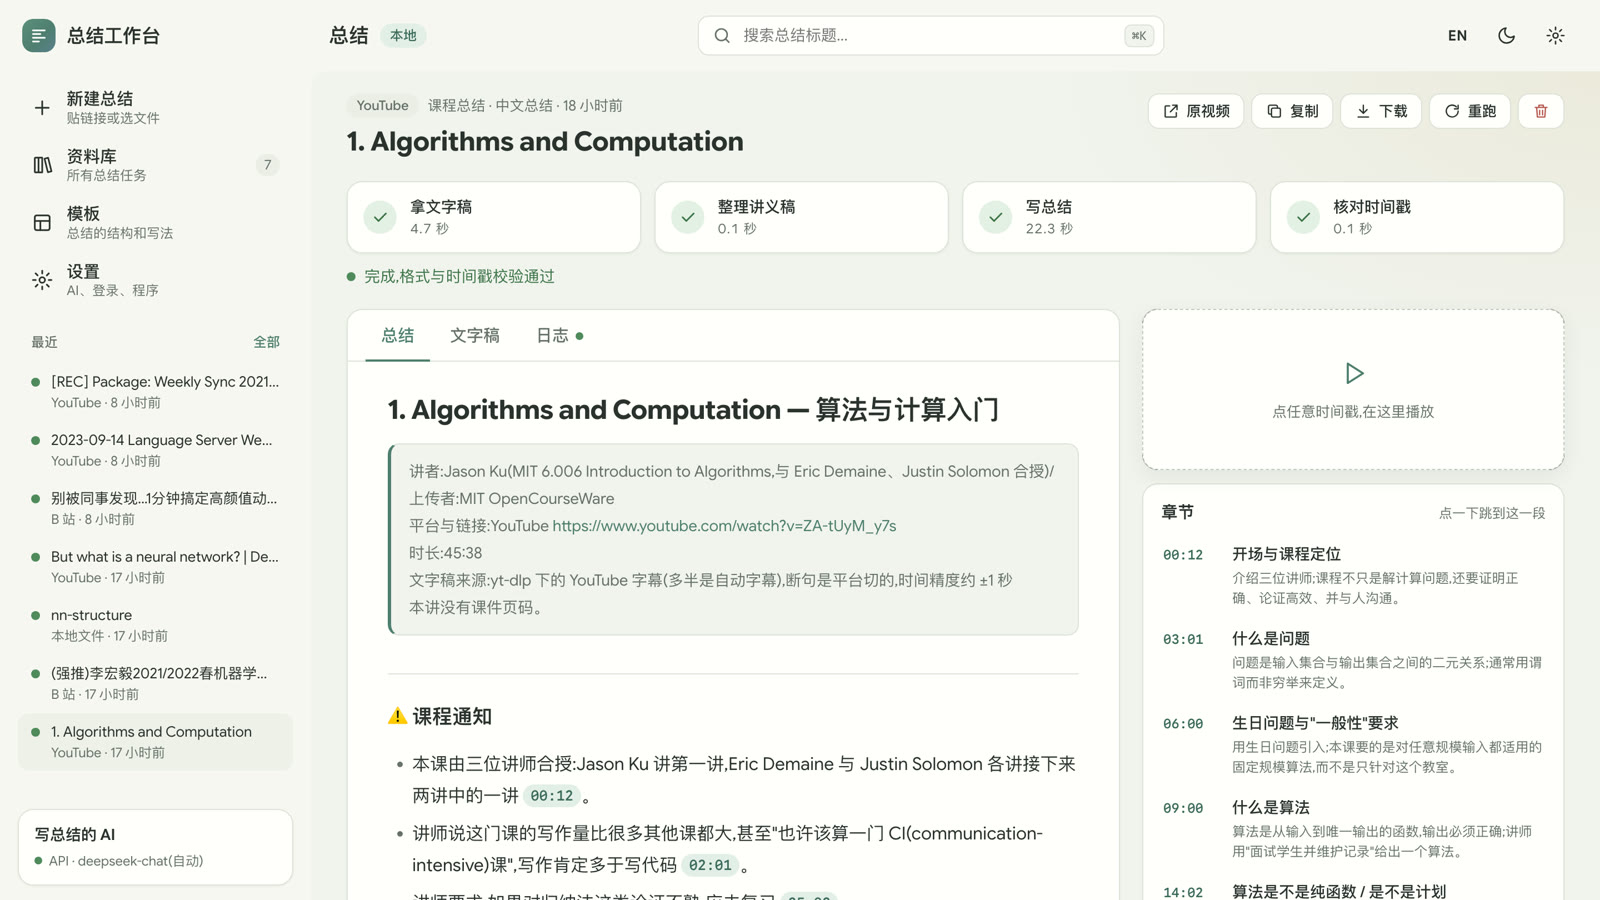 总结工作台
总结 本地
搜索总结标题... ⌘K
EN
新建总结
贴链接或选文件
资料库
所有总结任务
7
模板
总结的结构和写法
设置
AI、登录、程序
最近 全部
[REC] Package: Weekly Sync 2021...
YouTube · 8 小时前
2023-09-14 Language Server We...
YouTube · 8 小时前
别被同事发现...1分钟搞定高颜值动...
B 站 · 8 小时前
But what is a neural network? | De...
YouTube · 17 小时前
nn-structure
本地文件 · 17 小时前
(强推)李宏毅2021/2022春机器学...
B 站 · 17 小时前
1. Algorithms and Computation
YouTube · 17 小时前
写总结的 AI
API · deepseek-chat(自动)
YouTube 课程总结 · 中文总结 · 18 小时前
1. Algorithms and Computation
原视频 复制 下载 重跑
拿文字稿
4.7 秒
整理讲义稿
0.1 秒
写总结
22.3 秒
核对时间戳
0.1 秒
完成,格式与时间戳校验通过
总结 文字稿 日志
1. Algorithms and Computation — 算法与计算入门
讲者:Jason Ku(MIT 6.006 Introduction to Algorithms,与 Eric Demaine、Justin Solomon 合授)/
上传者:MIT OpenCourseWare
平台与链接:YouTube https://www.youtube.com/watch?v=ZA-tUyM_y7s
时长:45:38
文字稿来源:yt-dlp 下的 YouTube 字幕(多半是自动字幕),断句是平台切的,时间精度约 ±1 秒
本讲没有课件页码。
⚠️ 课程通知
本课由三位讲师合授:Jason Ku 讲第一讲,Eric Demaine 与 Justin Solomon 各讲接下来
两讲中的一讲 00:12 。
讲师说这门课的写作量比很多其他课都大,甚至"也许该算一门 CI(communication-
intensive)课",写作肯定多于写代码 02:01 。
点任意时间戳,在这里播放
章节 点一下跳到这一段
00:12 开场与课程定位
介绍三位讲师;课程不只是解计算问题,还要证明正
确、论证高效、并与人沟通。
03:01 什么是问题
问题是输入集合与输出集合之间的二元关系;通常用谓
词而非穷举来定义。
06:00 生日问题与"一般性"要求
用生日问题引入;本课要的是对任意规模输入都适用的
固定规模算法,而不是只针对这个教室。
09:00 什么是算法
算法是从输入到唯一输出的函数,输出必须正确;讲师
用"面试学生并维护记录"给出一个算法。
14:02 算法是不是纯函数 / 是不是计划